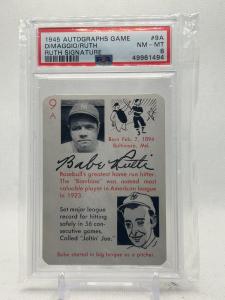 1945 AUTOGRAPHS GAME #9A
DIMAGGIO/RUTH NM - MT
RUTH SIGNATURE 8
PSA 49961494
9
A
Born Feb. 7, 1894
Baltimore, Md.
Babe Ruth
Baseball's greatest home run hitter.
The "Bambino" was named most
valuable player in American league
in 1923
Set major league
record for hitting
safely in 56 con-
secutive games.
Called "Joltin' Joe."
Babe started in big league as a pitcher.